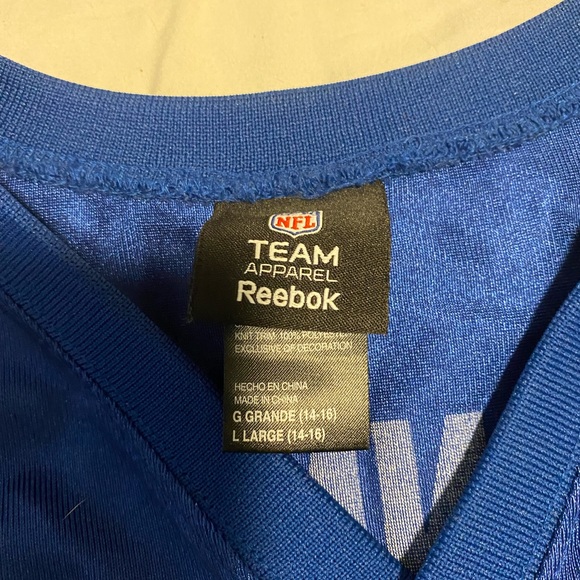 NFL
TEAM
APPAREL
Reebok
KNIT TRIM: 100% POLYE
EXCLUSIVE OF DECORATION
HECHO EN CHINA
MADE IN CHINA
G GRANDE (14-16)
L LARGE (14-16)